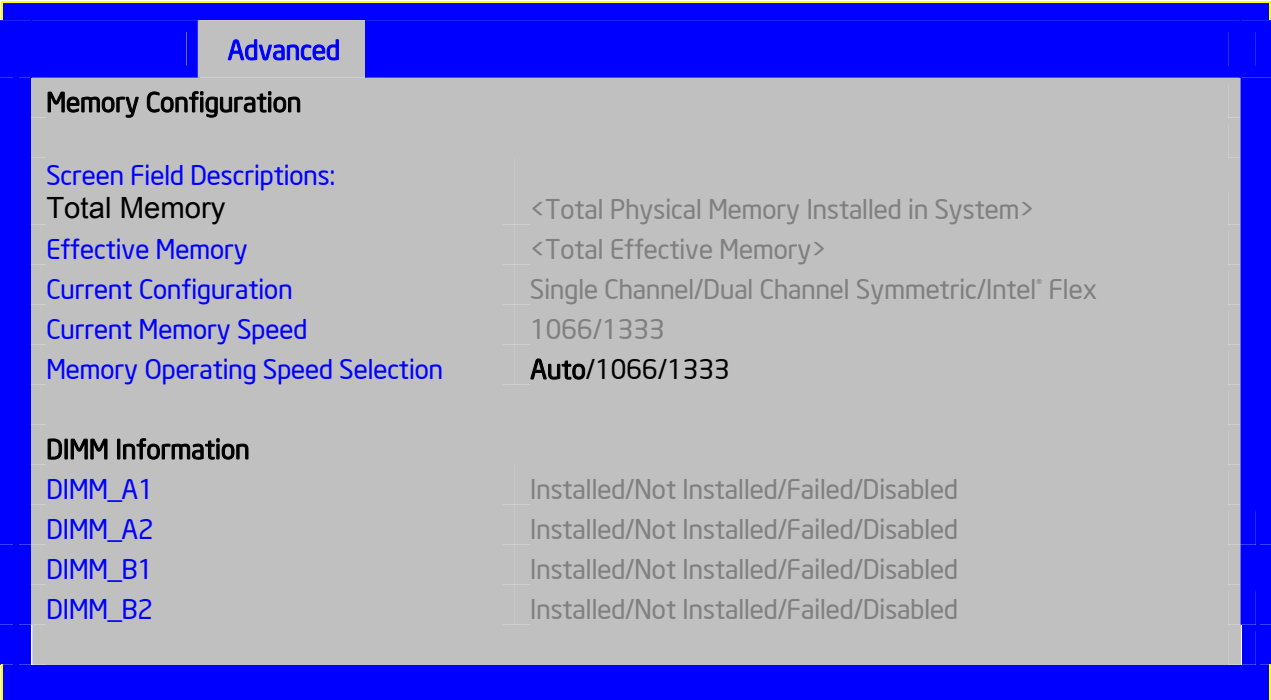 Advanced
Memory Configuration
Screen Field Descriptions:
Total Memory <Total Physical Memory Installed in System>
Effective Memory <Total Effective Memory>
Current Configuration Single Channel/Dual Channel Symmetric/Intel® Flex
Current Memory Speed 1066/1333
Memory Operating Speed Selection Auto/1066/1333
DIMM Information
DIMM_A1 Installed/Not Installed/Failed/Disabled
DIMM_A2 Installed/Not Installed/Failed/Disabled
DIMM_B1 Installed/Not Installed/Failed/Disabled
DIMM_B2 Installed/Not Installed/Failed/Disabled